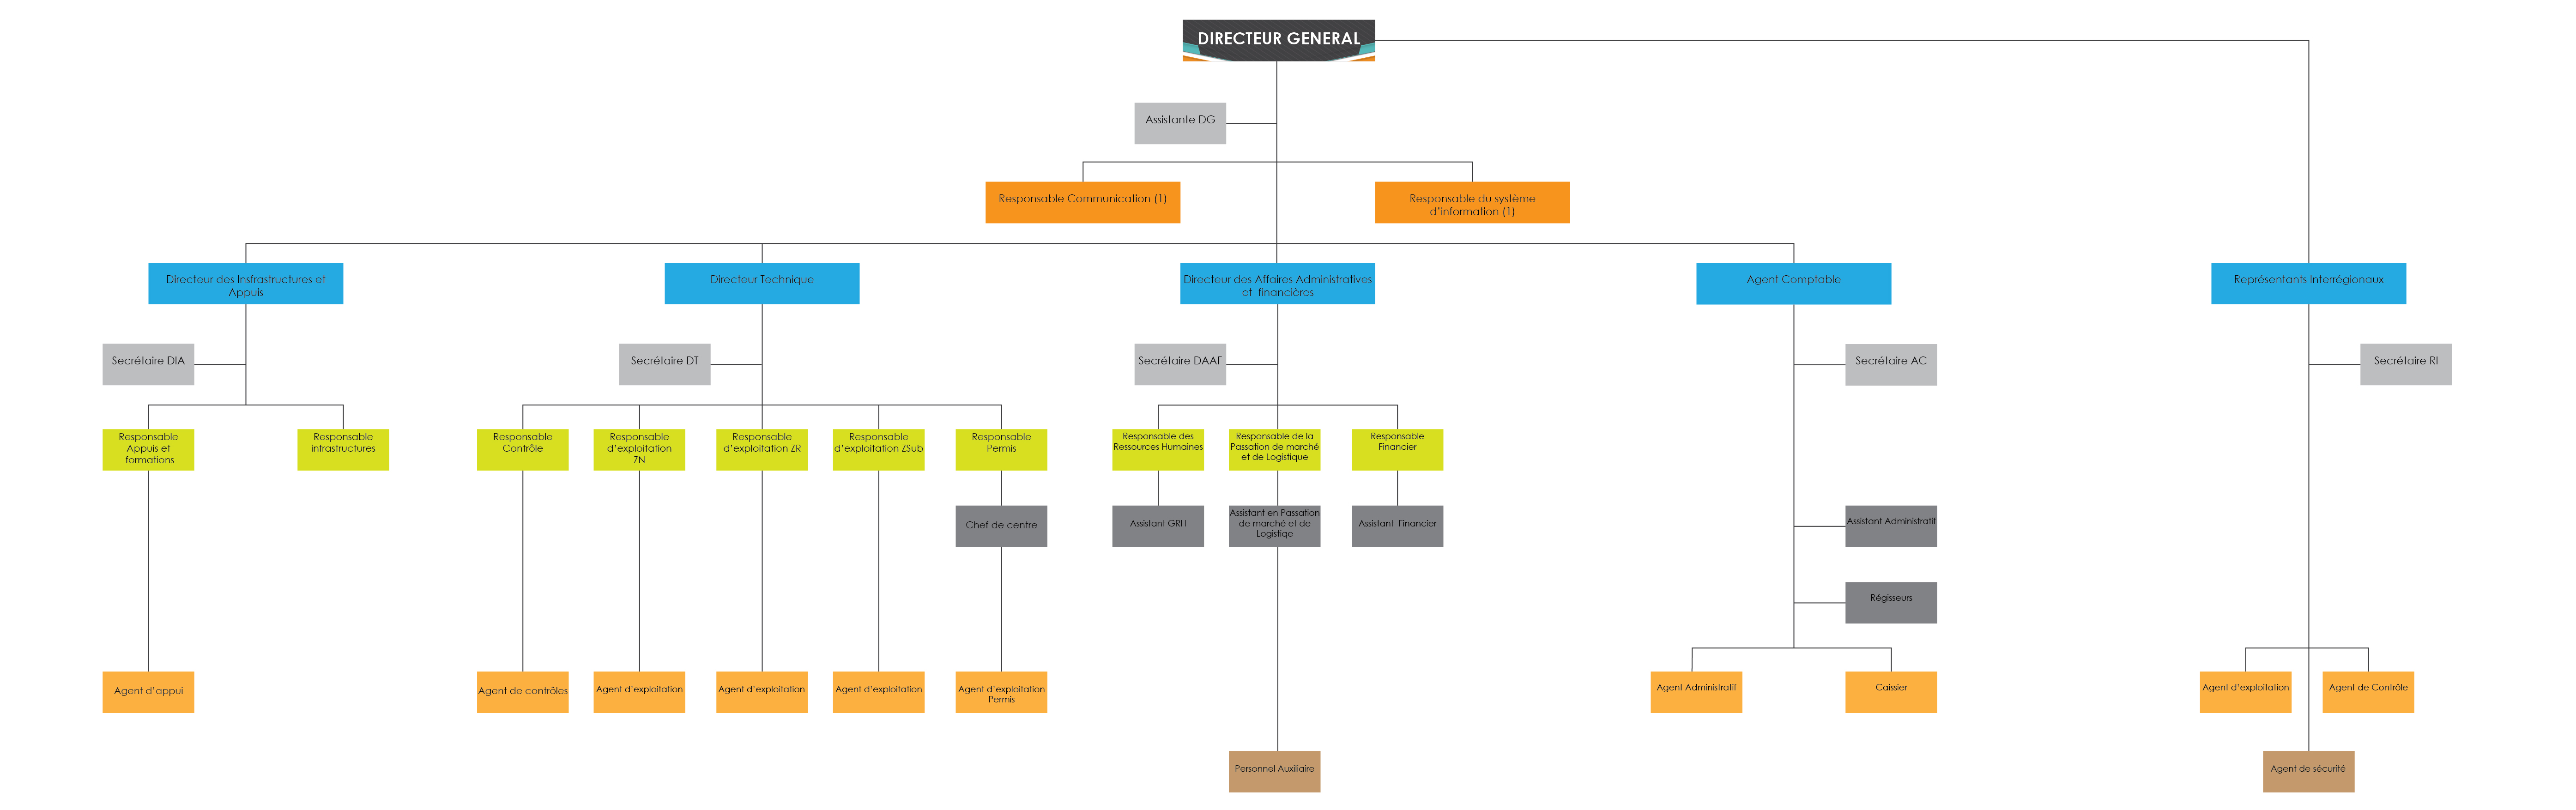 DIRECTEUR GENERAL
Assistante DG
Responsable Communication (1)
Responsable du système
d'information (1)
Directeur des Insfrastructures et
Appuis
Directeur Technique
Directeur des Affaires Administratives
et financières
Agent Comptable
Représentants Interrégionaux
Secrétaire DIA
Secrétaire DT
Secrétaire DAAF
Secrétaire AC
Secrétaire RI
Responsable
Appuis et
formations
Responsable
infrastructures
Responsable
Contrôle
Responsable
d'exploitation
ZN
Responsable
d'exploitation ZR
Responsable
d'exploitation ZSub
Responsable
Permis
Responsable des
Ressources Humaines
Responsable de la
Passation de marché
et de Logistique
Responsable
Financier
Chef de centre
Assistant GRH
Assistant en Passation
de marché et de
Logistiqe
Assistant Financier
Assistant Administratif
Régisseurs
Agent d'appui
Agent de contrôles
Agent d'exploitation
Agent d'exploitation
Agent d'exploitation
Agent d'exploitation
Permis
Agent Administratif
Caissier
Agent d'exploitation
Agent de Contrôle
Personnel Auxiliaire
Agent de sécurité